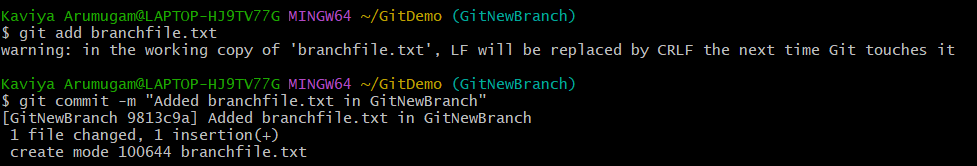 Kaviya Arumugam@LAPTOP-HJ9TV77G MINGW64 ~/GitDemo (GitNewBranch)
$ git add branchfile.txt
warning: in the working copy of 'branchfile.txt', LF will be replaced by CRLF the next time Git touches it
Kaviya Arumugam@LAPTOP-HJ9TV77G MINGW64 ~/GitDemo (GitNewBranch)
$ git commit -m "Added branchfile.txt in GitNewBranch"
[GitNewBranch 9813c9a] Added branchfile.txt in GitNewBranch
1 file changed, 1 insertion(+)
create mode 100644 branchfile.txt